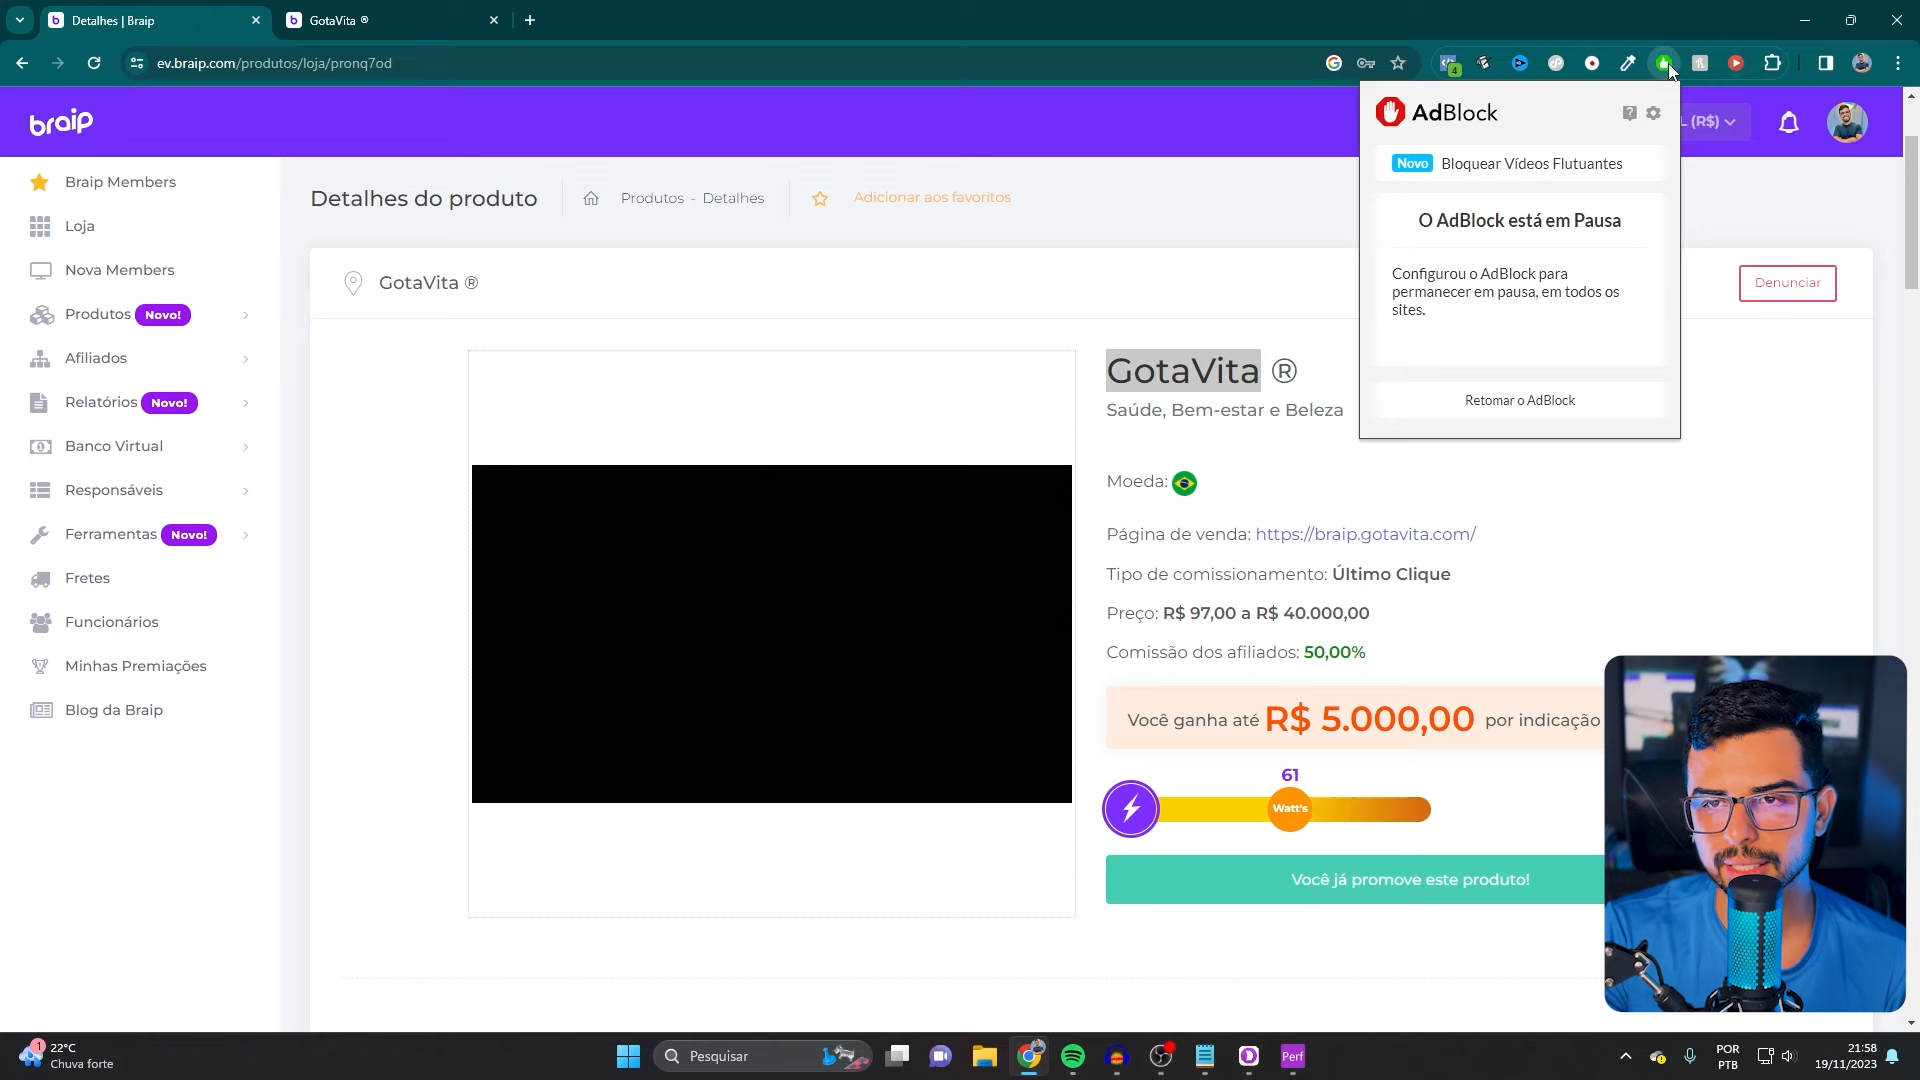 Detalhes | Braip
GotaVita ®
ev.braip.com/produtos/loja/pronq7od
4
braip
L (R$)
AdBlock
Novo Bloquear Vídeos Flutuantes
O AdBlock está em Pausa
Configurou o AdBlock para
permanecer em pausa, em todos os
sites.
Retomar o AdBlock
Braip Members
Loja
Nova Members
Produtos Novo!
Afiliados
Relatórios Novo!
Banco Virtual
Responsáveis
Ferramentas Novo!
Fretes
Funcionários
Minhas Premiações
Blog da Braip
Detalhes do produto
Produtos - Detalhes
Adicionar aos favoritos
GotaVita ®
Denunciar
GotaVita ®
Saúde, Bem-estar e Beleza
Moeda:
Página de venda: https://braip.gotavita.com/
Tipo de comissionamento: Último Clique
Preço: R$ 97,00 a R$ 40.000,00
Comissão dos afiliados: 50,00%
Você ganha até R$ 5.000,00 por indicação
61
Watt's
Você já promove este produto!
1
22°C
Chuva forte
Pesquisar
Perf
POR
PTB
21:58
19/11/2023